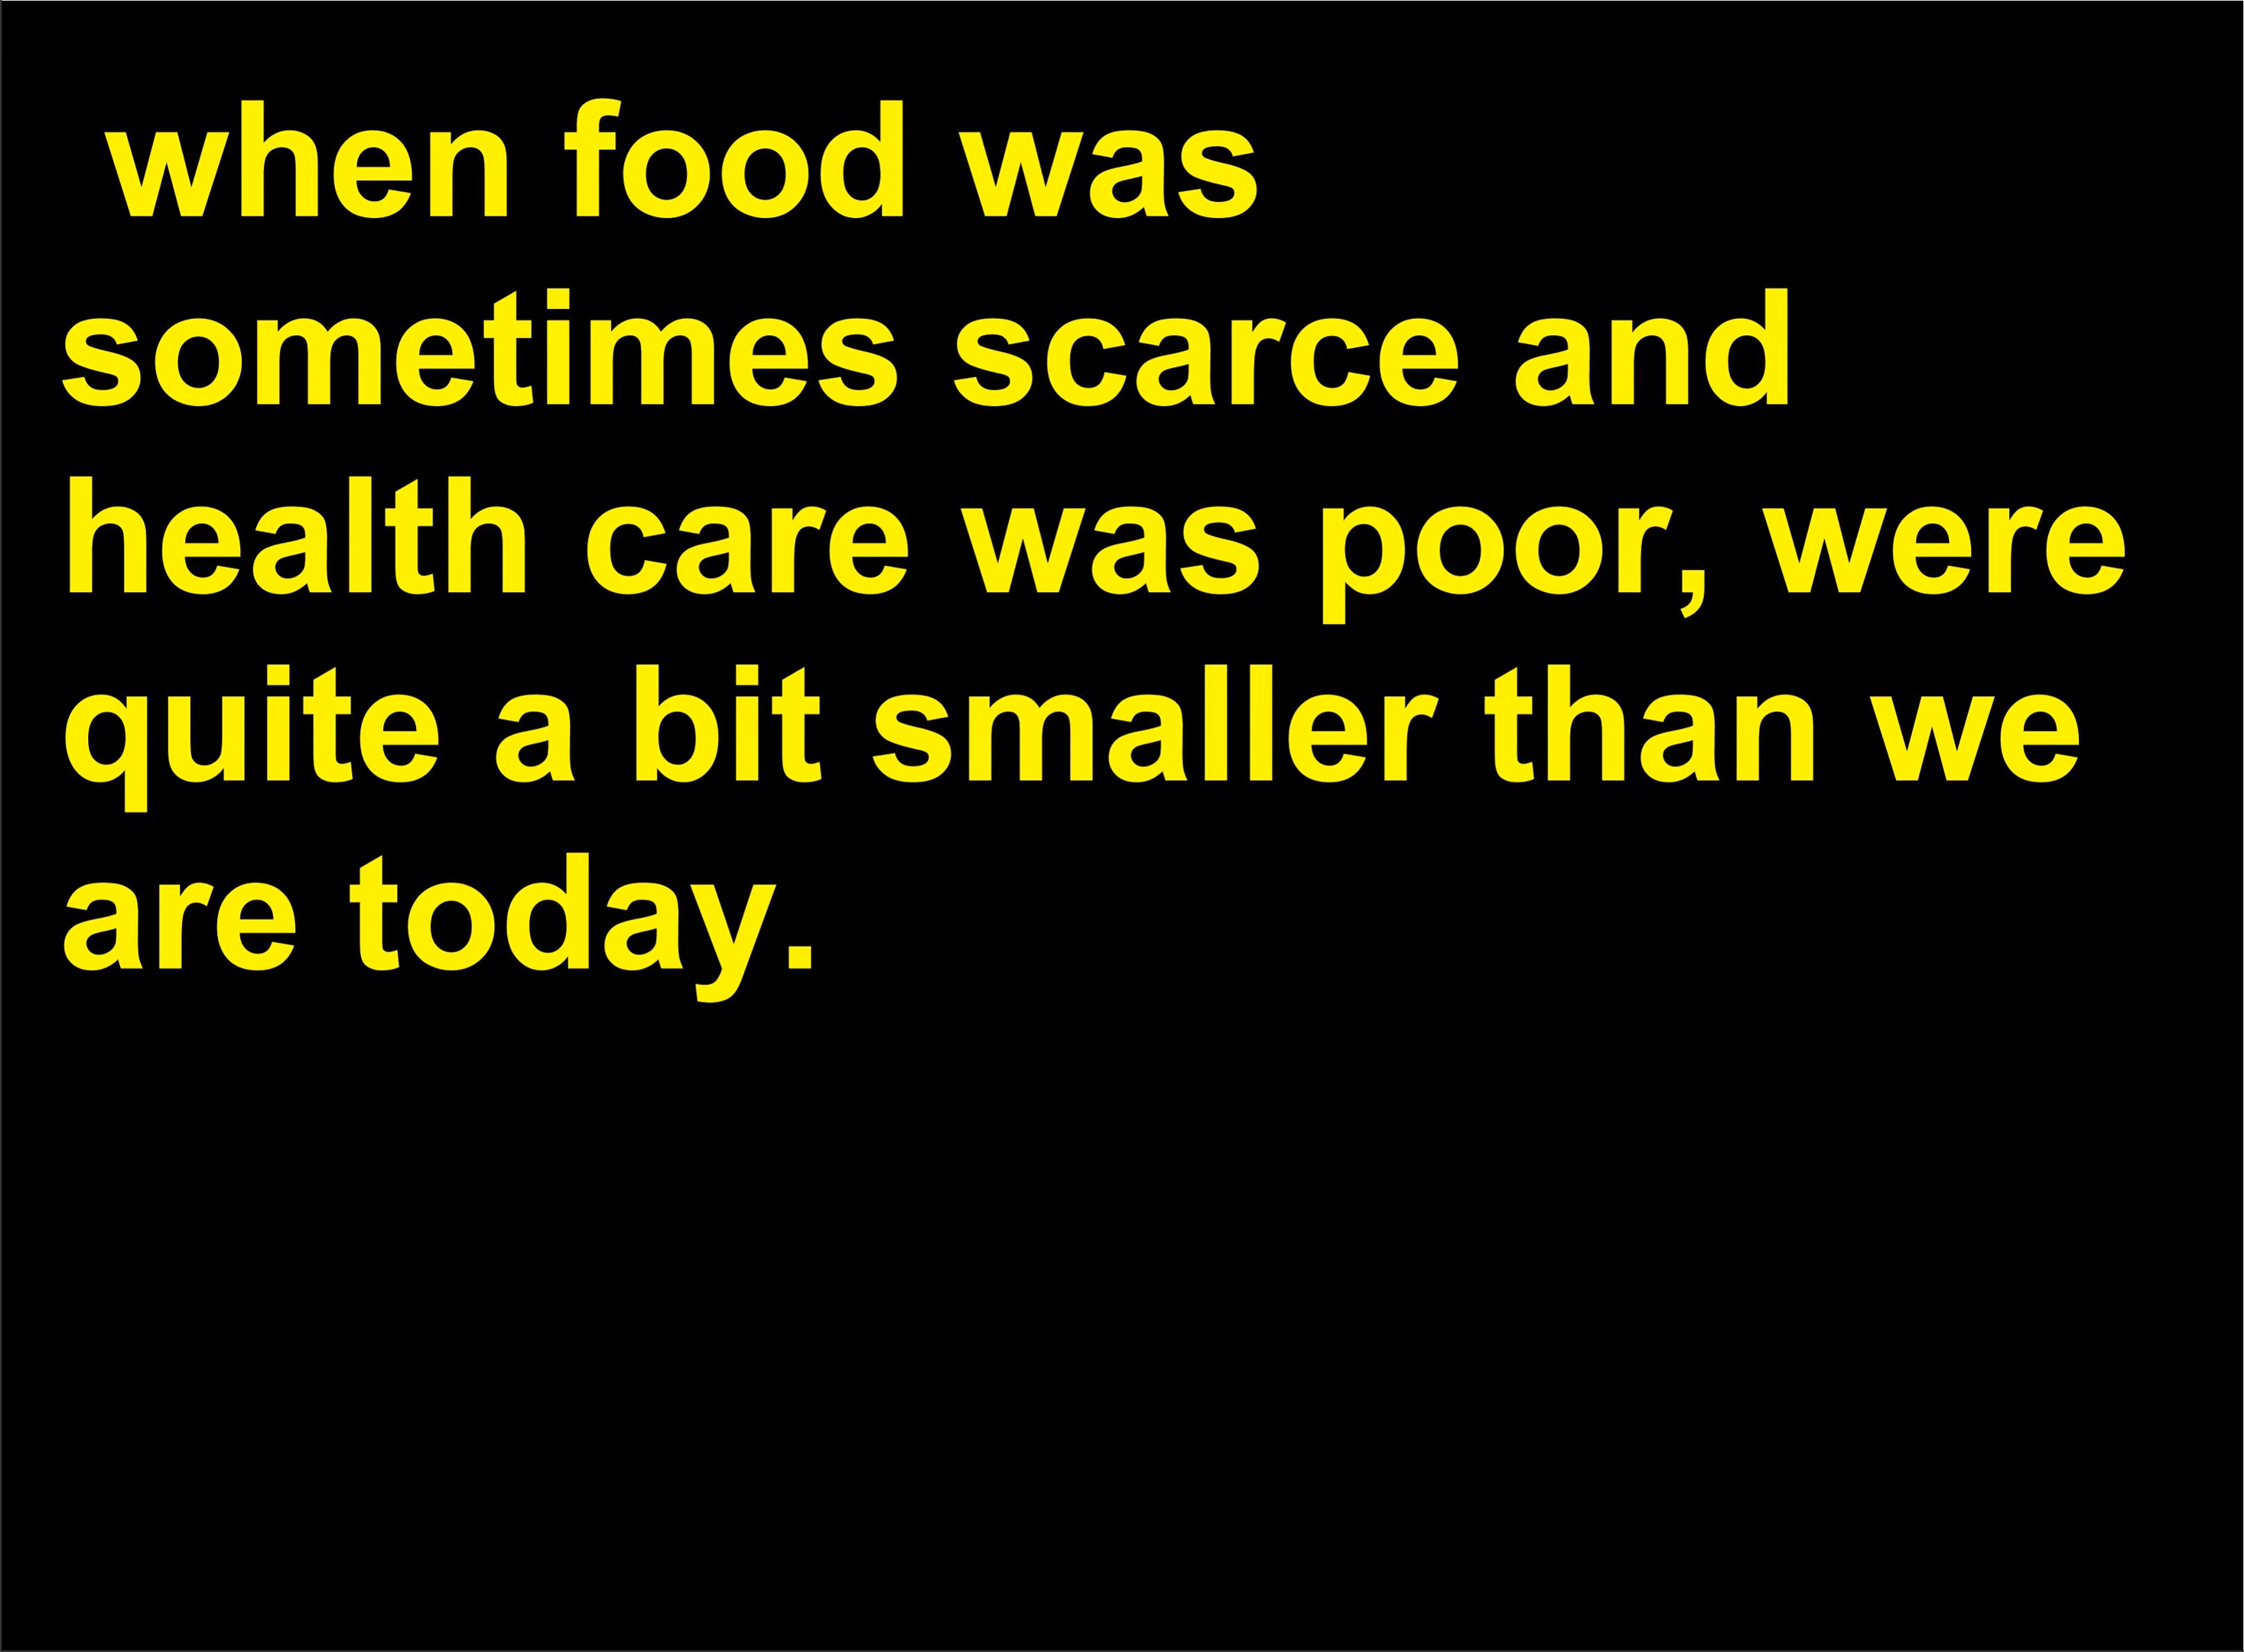 when food was
sometimes scarce and
health care was poor, were
quite a bit smaller than we
are today.